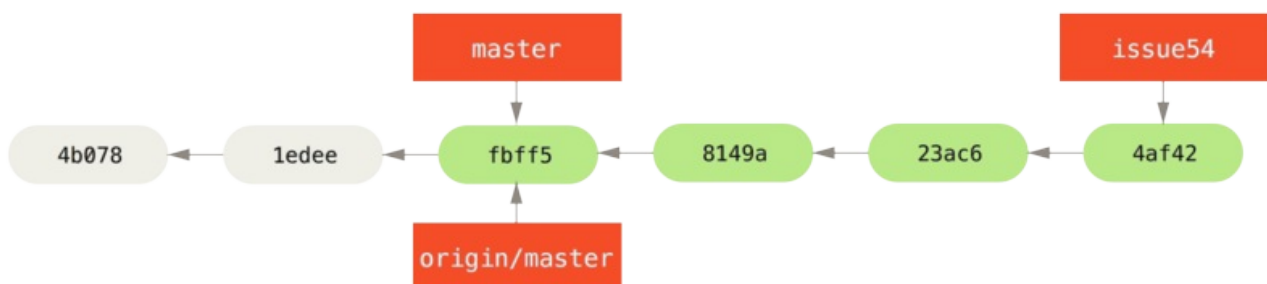 master
issue54
4b078
1edee
fbff5
8149a
23ac6
4af42
origin/master